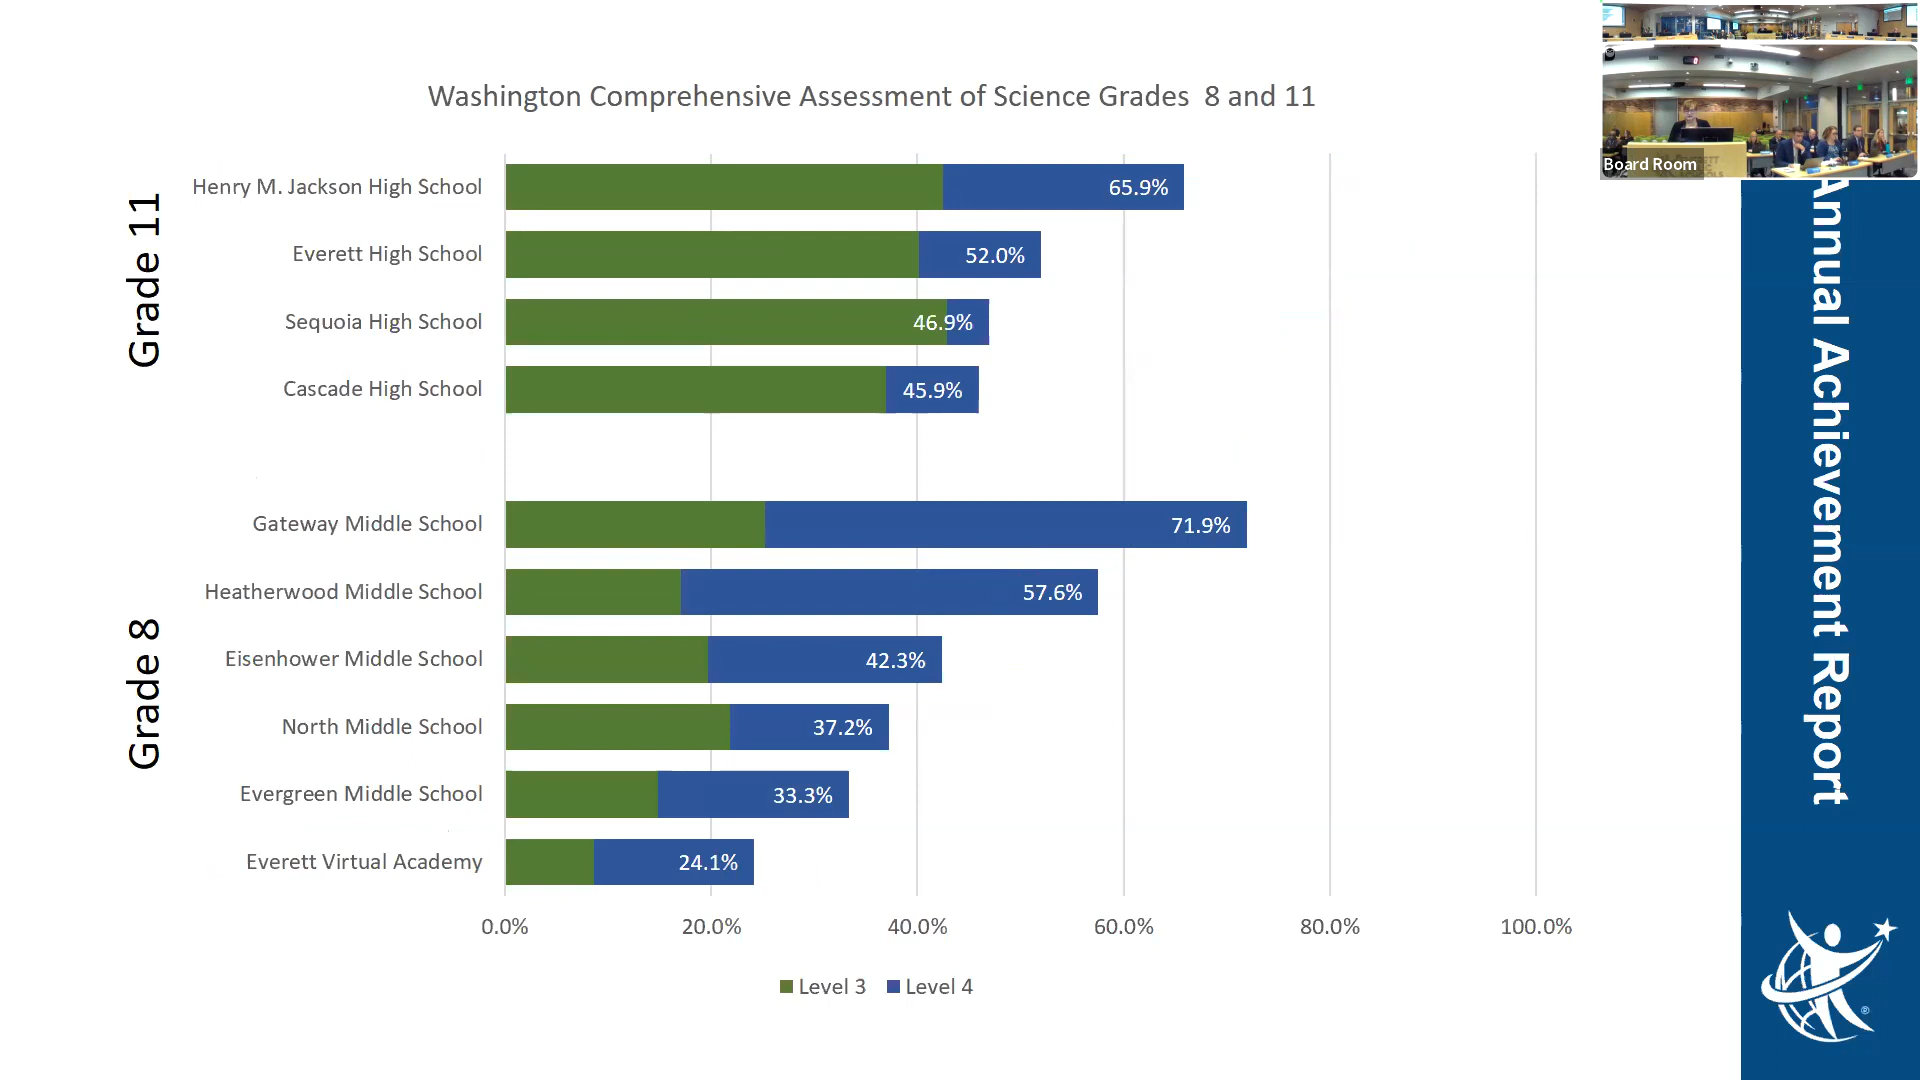 Washington Comprehensive Assessment of Science Grades 8 and 11
Board Room
Grade 11
Henry M. Jackson High School
65.9%
Everett High School
52.0%
Sequoia High School
46.9%
Cascade High School
45.9%
Grade 8
Gateway Middle School
71.9%
Heatherwood Middle School
57.6%
Eisenhower Middle School
42.3%
North Middle School
37.2%
Evergreen Middle School
33.3%
Everett Virtual Academy
24.1%
0.0% 20.0% 40.0% 60.0% 80.0% 100.0%
Level 3 Level 4
Annual Achievement Report
®